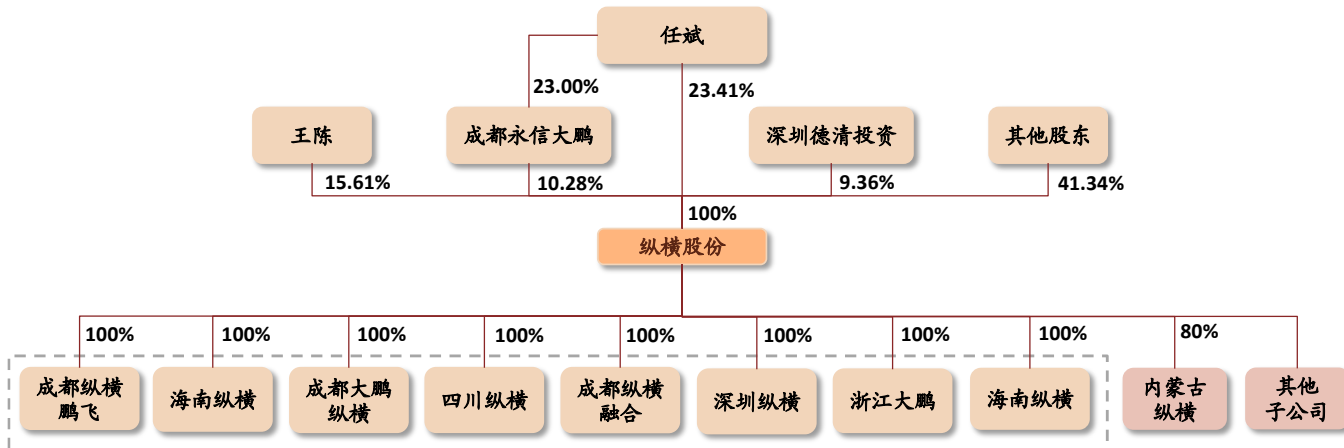 任斌
23.00%
23.41%
王陈
成都永信大鹏
深圳德清投资
其他股东
15.61%
10.28%
9.36%
41.34%
100%
纵横股份
100%
100%
100%
100%
100%
100%
100%
100%
80%
成都纵横
鹏飞
海南纵横
成都大鹏
纵横
四川纵横
成都纵横
融合
深圳纵横
浙江大鹏
海南纵横
内蒙古
纵横
其他
子公司